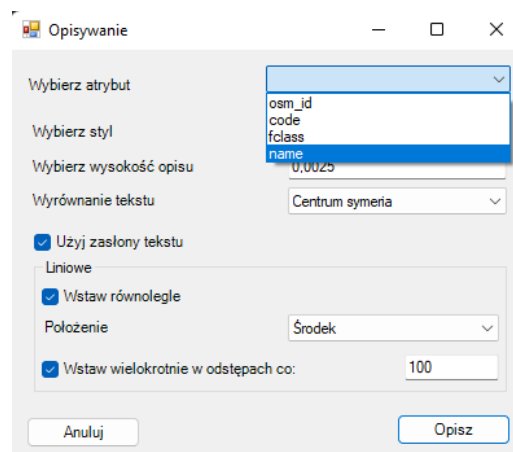 Opisywanie
Wybierz atrybut
osm_id
code
fclass
name
Wybierz styl
Wybierz wysokość opisu
0,0025
Wyrównanie tekstu
Centrum symeria
Użyj zasłony tekstu
Liniowe
Wstaw równolegle
Położenie
Środek
Wstaw wielokrotnie w odstępach co:
100
Anuluj
Opisz